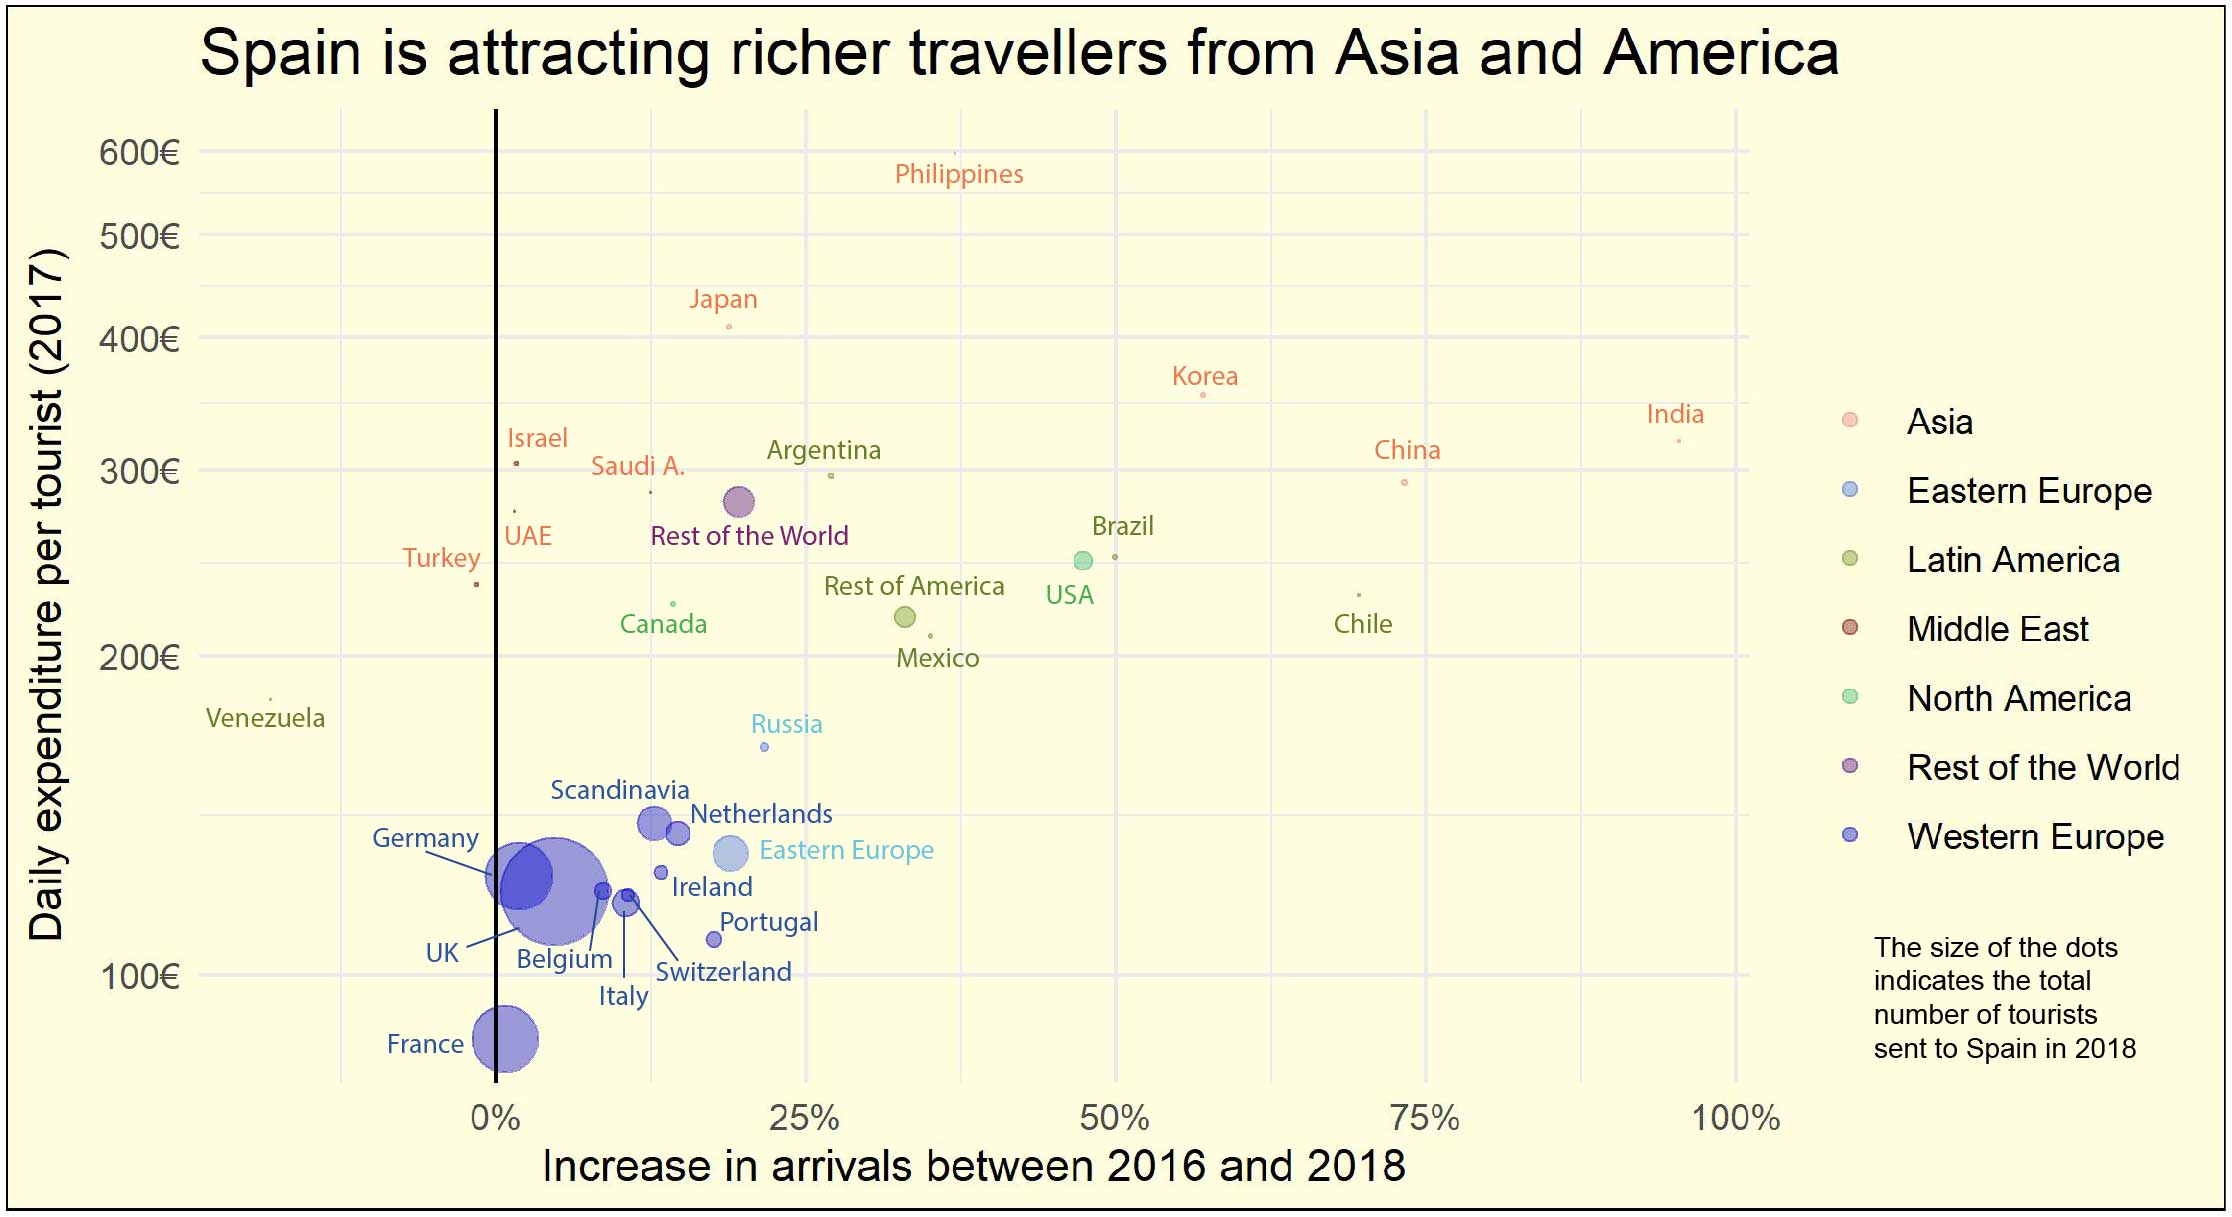 Spain is attracting richer travellers from Asia and America
Daily expenditure per tourist (2017)
600€
500€
400€
300€
200€
100€
Philippines
Japan
Korea
India
Israel
Saudi A.
Argentina
China
UAE
Rest of the World
Brazil
Turkey
Rest of America
USA
Canada
Chile
Mexico
Venezuela
Russia
Scandinavia
Netherlands
Germany
Eastern Europe
Ireland
Portugal
UK
Belgium
Switzerland
Italy
France
0%
25%
50%
75%
100%
Increase in arrivals between 2016 and 2018
Asia
Eastern Europe
Latin America
Middle East
North America
Rest of the World
Western Europe
The size of the dots
indicates the total
number of tourists
sent to Spain in 2018